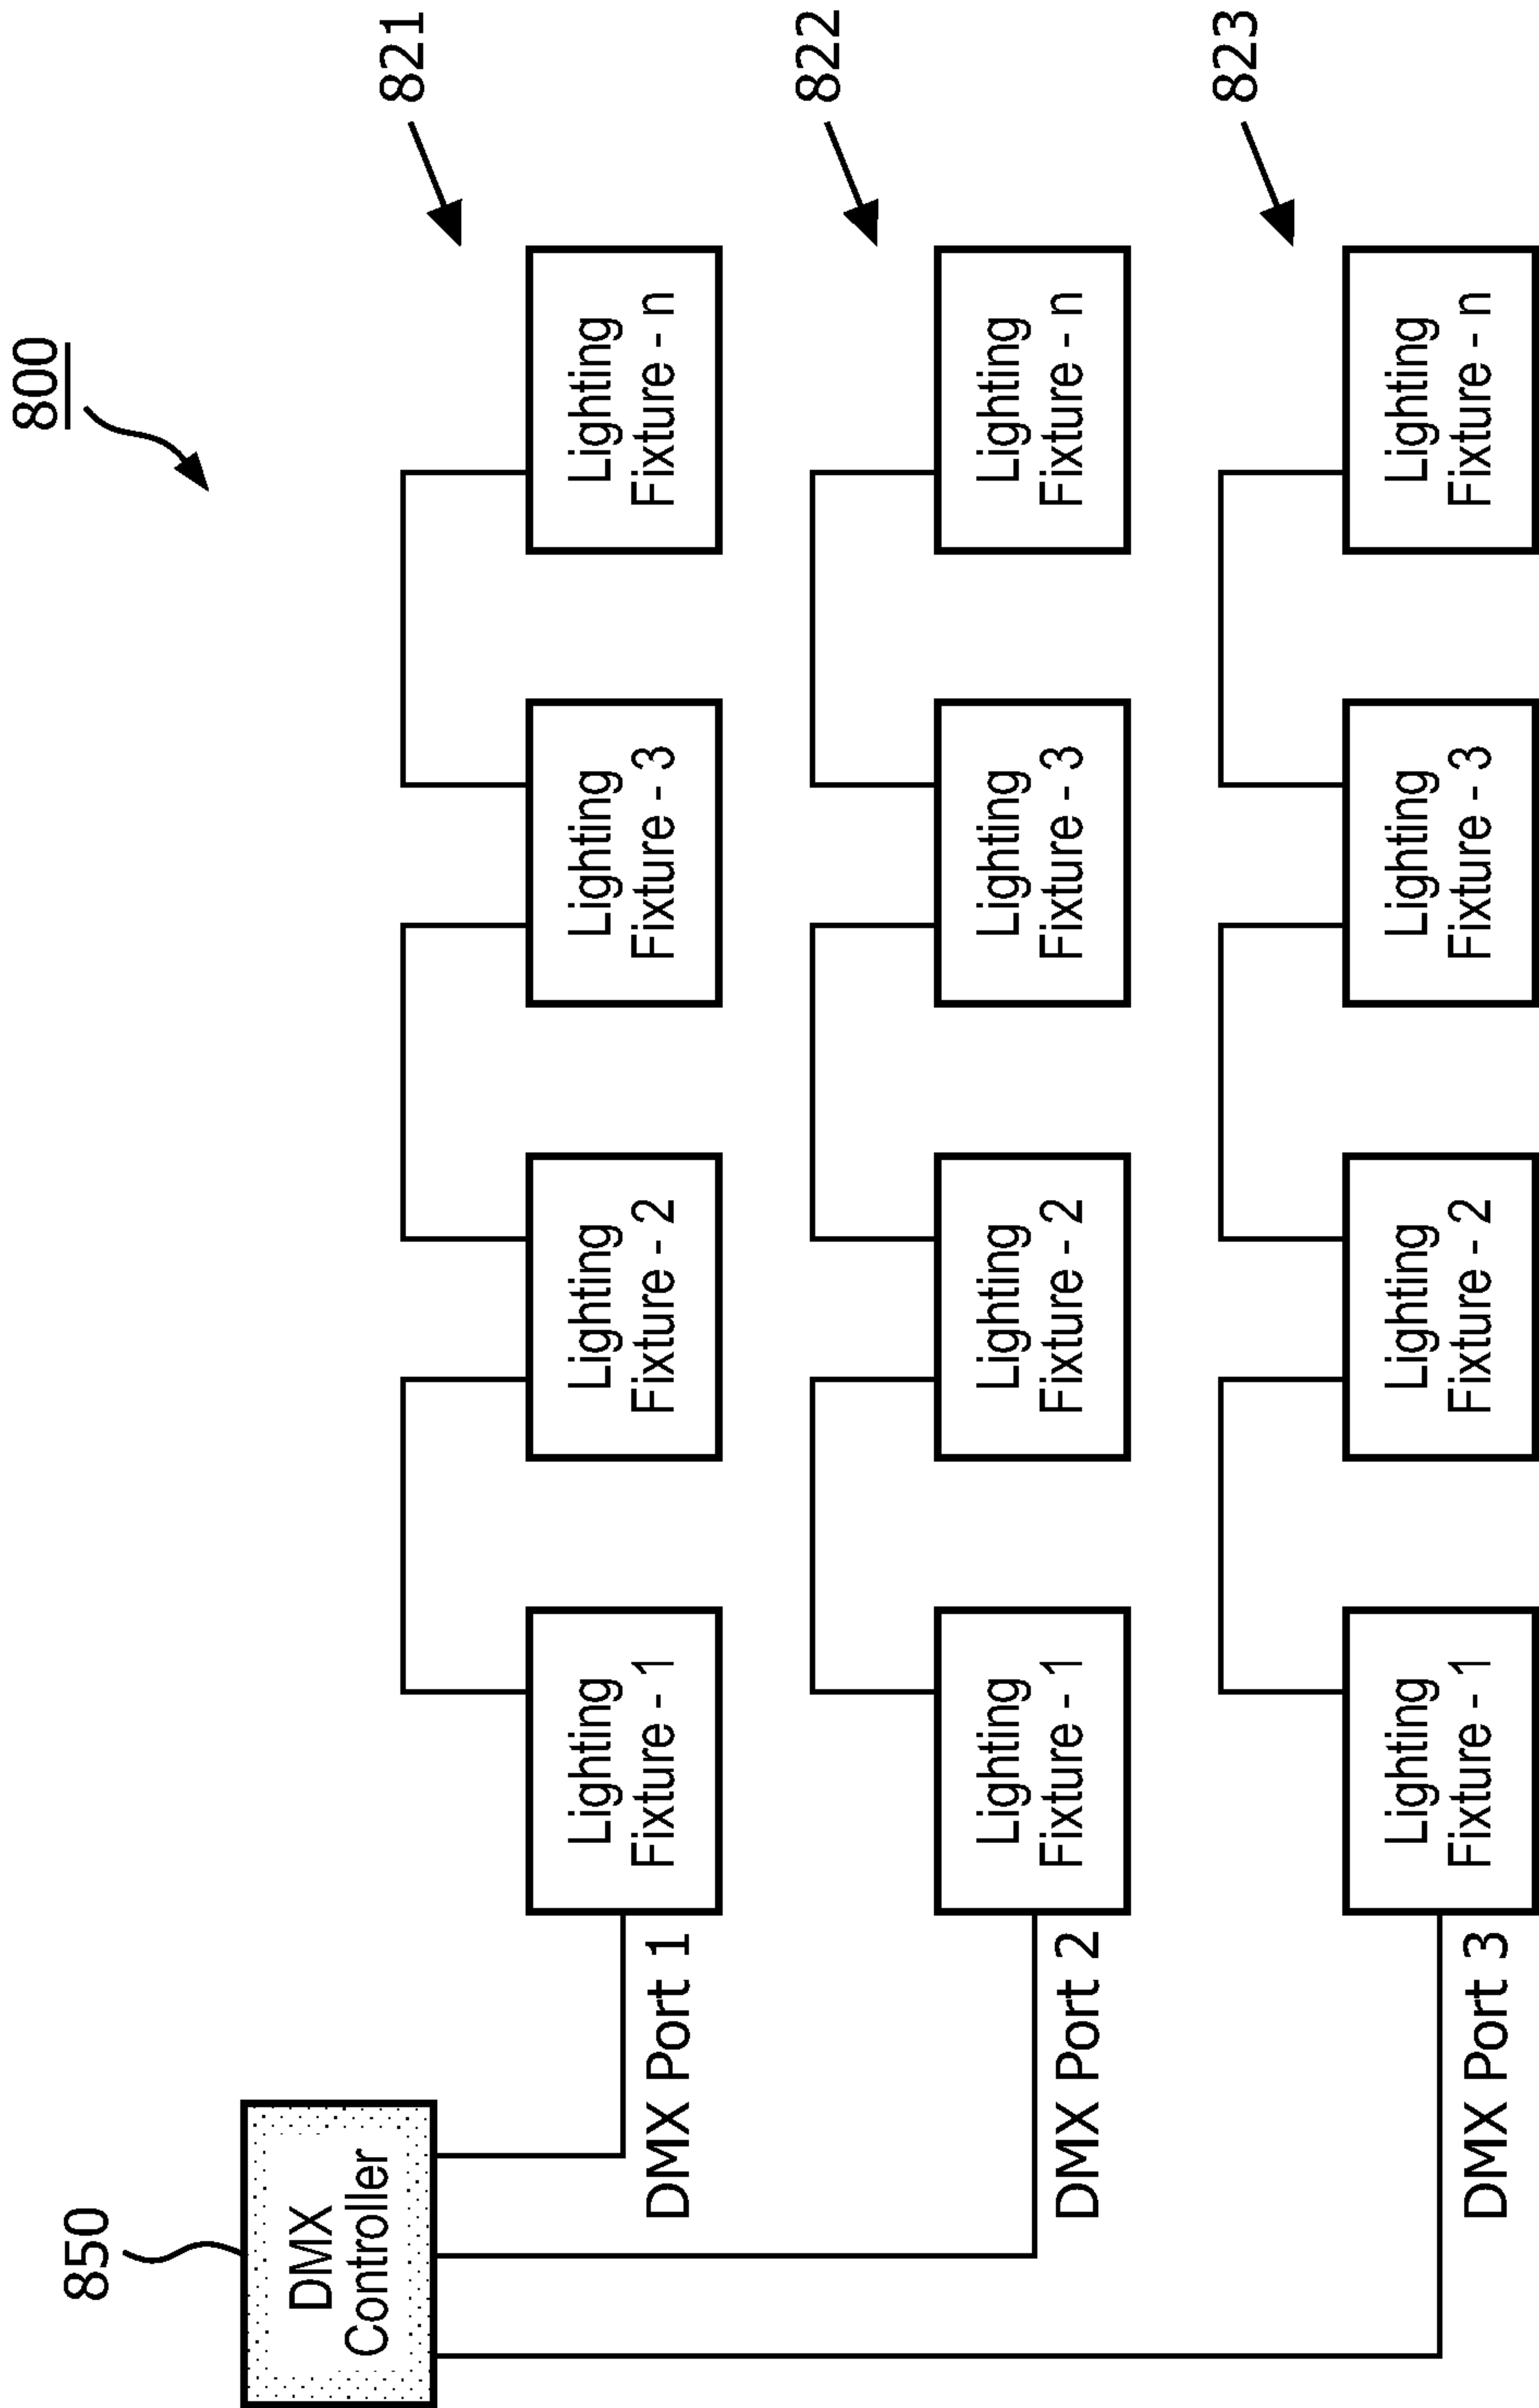 800
850
DMX
Controller
821
Lighting
Fixture - 1
Lighting
Fixture - 2
Lighting
Fixture - 3
Lighting
Fixture - n
DMX Port 1
822
Lighting
Fixture - 1
Lighting
Fixture - 2
Lighting
Fixture - 3
Lighting
Fixture - n
DMX Port 2
823
Lighting
Fixture - 1
Lighting
Fixture - 2
Lighting
Fixture - 3
Lighting
Fixture - n
DMX Port 3